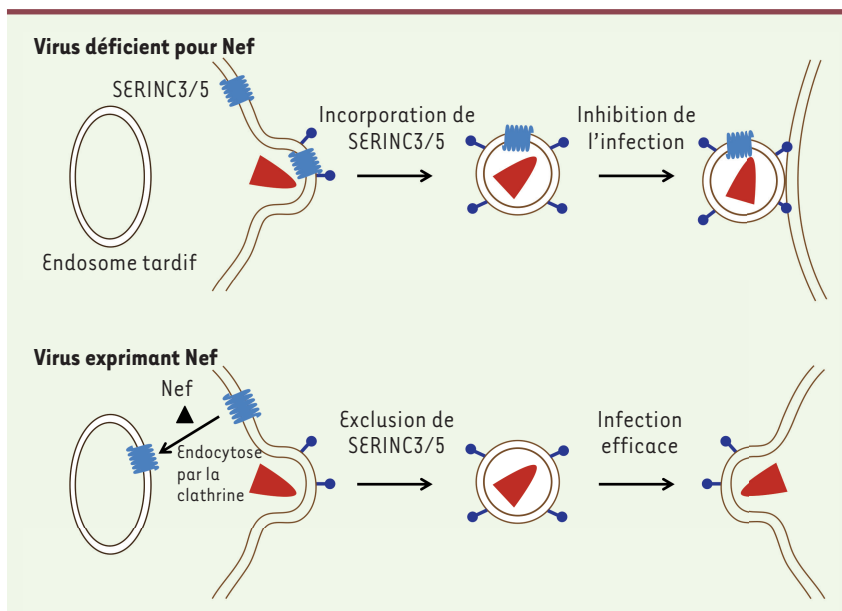 Virus déficient pour Nef
SERINC3/5
Incorporation de
SERINC3/5
Inhibition de
l'infection
Endosome tardif
Virus exprimant Nef
Nef
Endocytose
par la
clathrine
Exclusion de
SERINC3/5
Infection
efficace